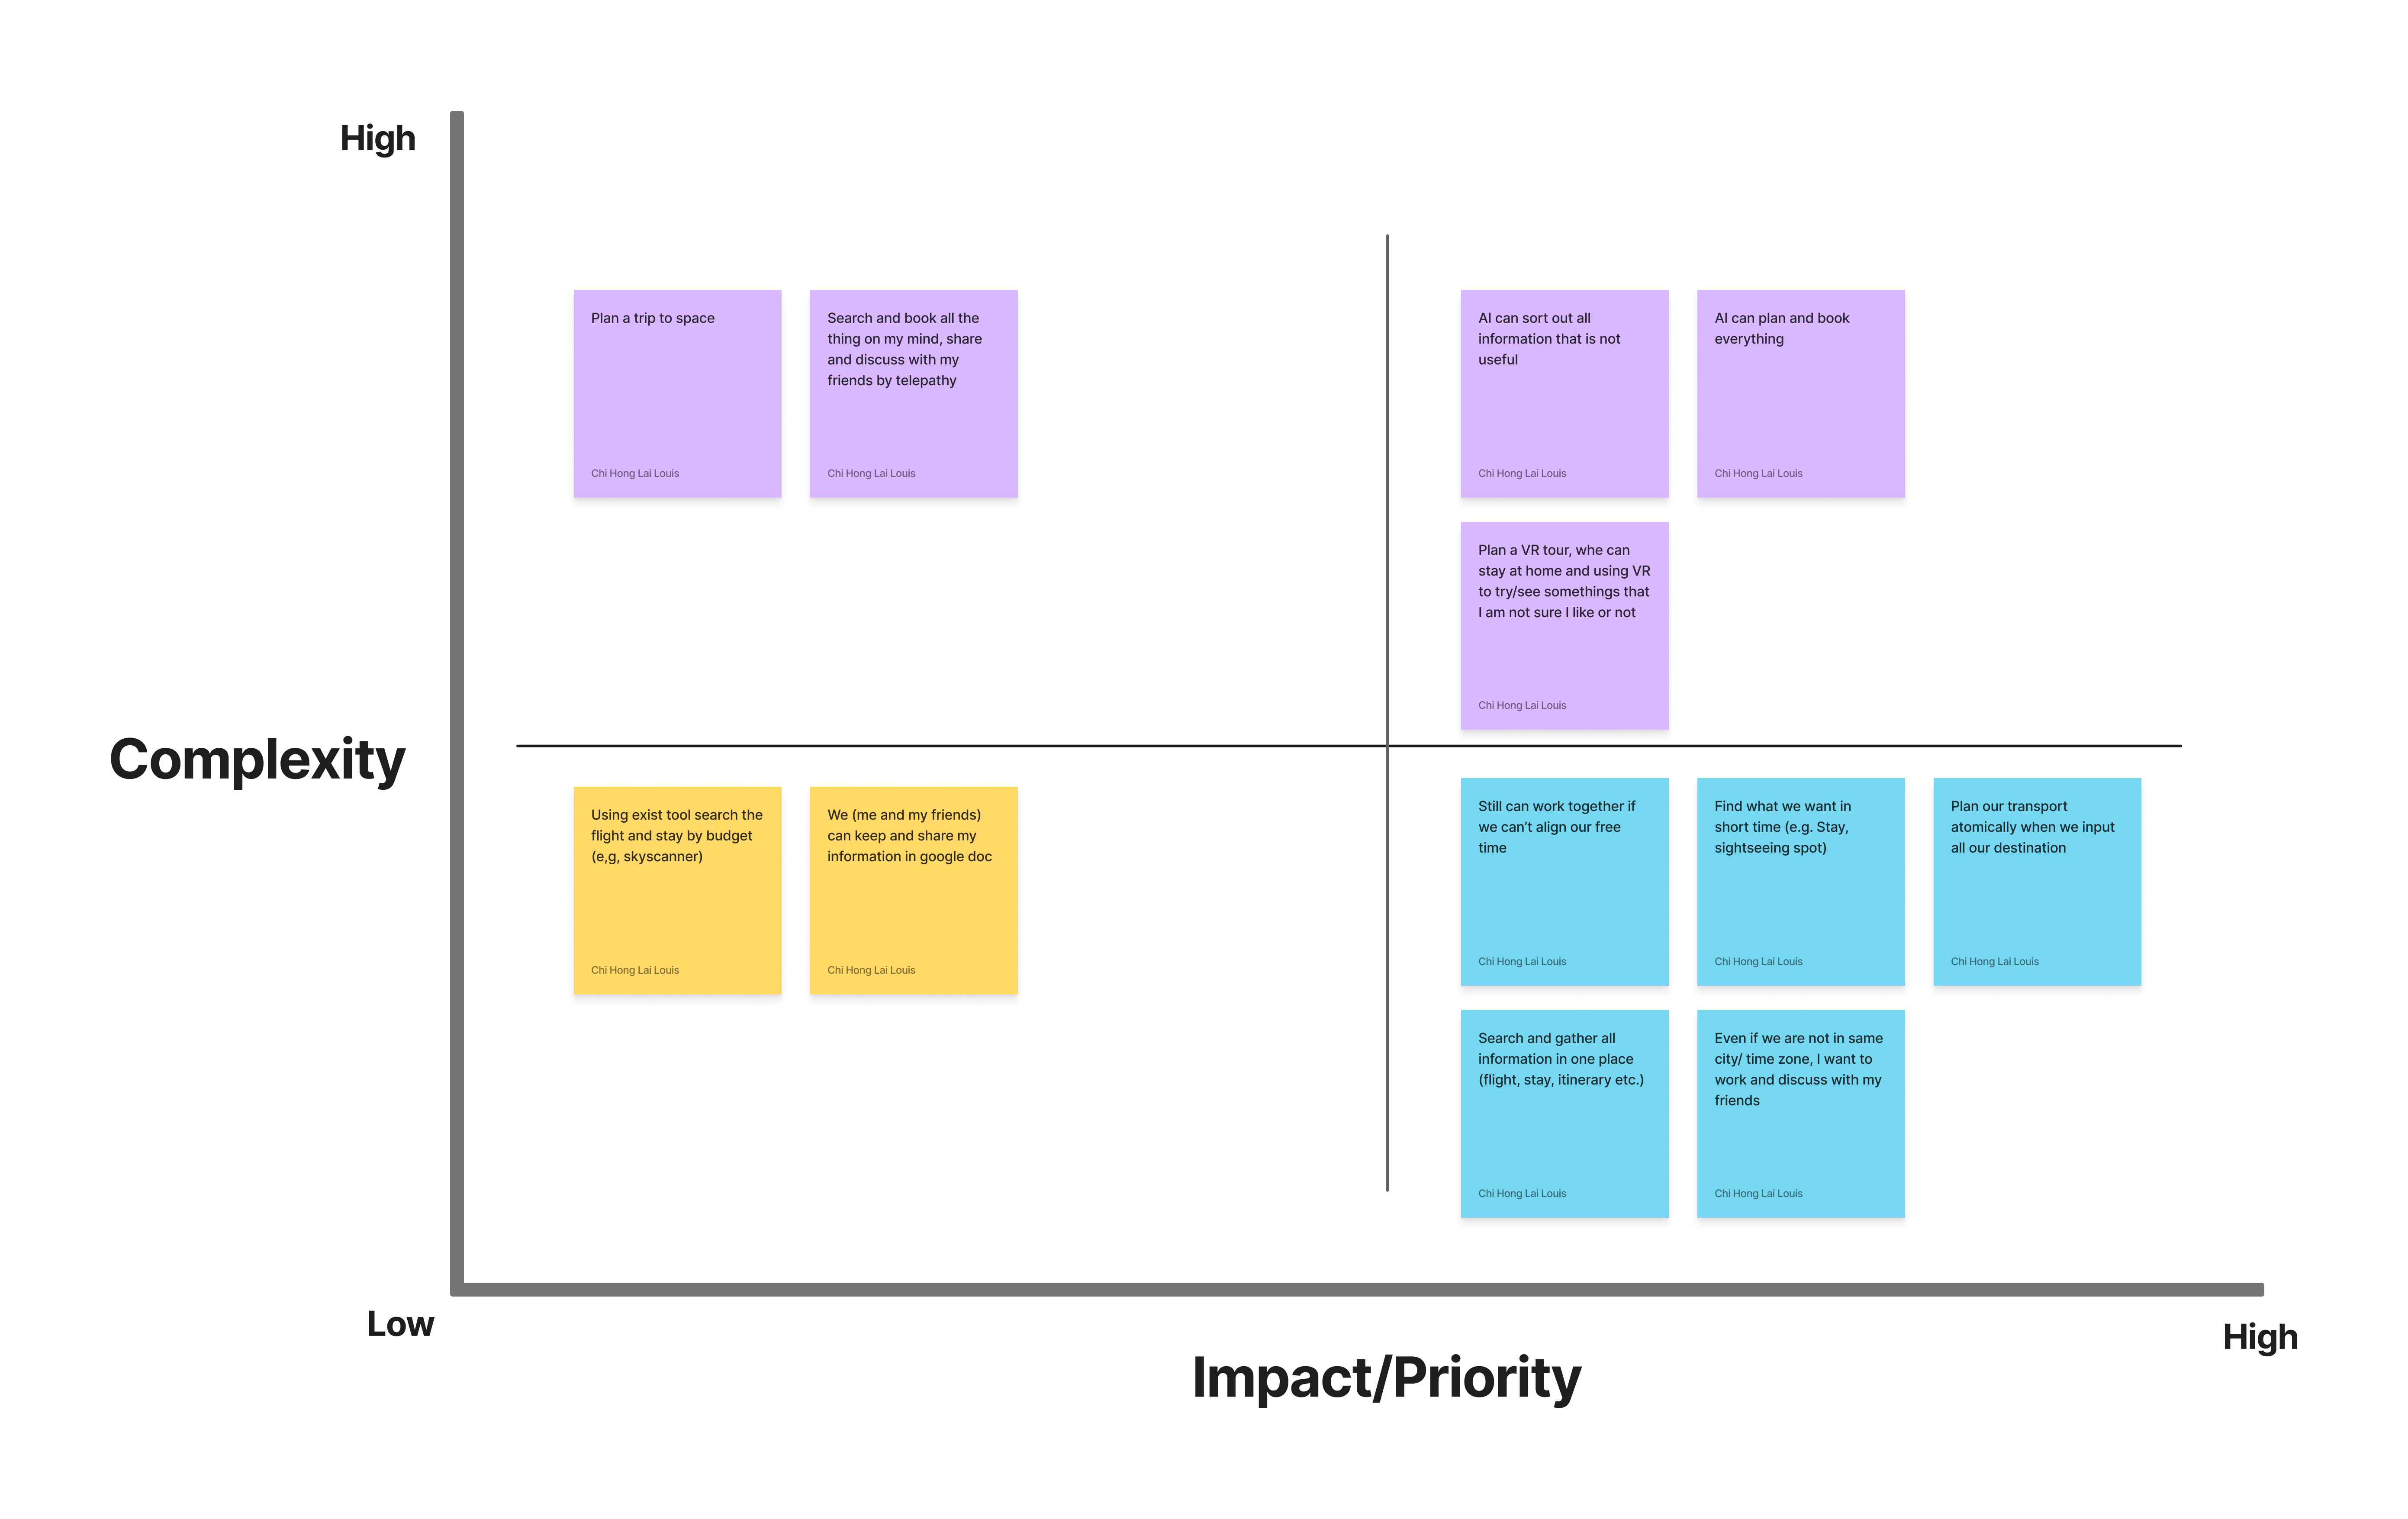 High
Plan a trip to space
Chi Hong Lai Louis
Search and book all the
thing on my mind, share
and discuss with my
friends by telepathy
Chi Hong Lai Louis
AI can sort out all
information that is not
useful
Chi Hong Lai Louis
AI can plan and book
everything
Chi Hong Lai Louis
Plan a VR tour, whe can
stay at home and using VR
to try/see somethings that
I am not sure I like or not
Chi Hong Lai Louis
Complexity
Using exist tool search the
flight and stay by budget
(e,g, skyscanner)
Chi Hong Lai Louis
We (me and my friends)
can keep and share my
information in google doc
Chi Hong Lai Louis
Still can work together if
we can’t align our free
time
Chi Hong Lai Louis
Find what we want in
short time (e.g. Stay,
sightseeing spot)
Chi Hong Lai Louis
Plan our transport
atomically when we input
all our destination
Chi Hong Lai Louis
Search and gather all
information in one place
(flight, stay, itinerary etc.)
Chi Hong Lai Louis
Even if we are not in same
city/ time zone, I want to
work and discuss with my
friends
Chi Hong Lai Louis
Low
High
Impact/Priority